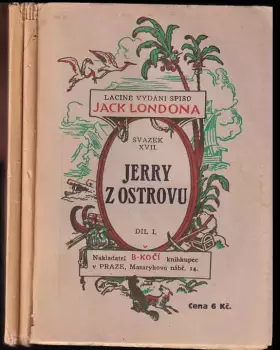 LACINÉ VYDÁNÍ SPISŮ
JACK LONDONA
SVAZEK
XVII.
JERRY
Z OSTROVU
DÍL I.
Nakladatel B·KOČÍ knihkupec
v PRAZE, Masarykovo nábř. 14.
Cena 6 Kč.